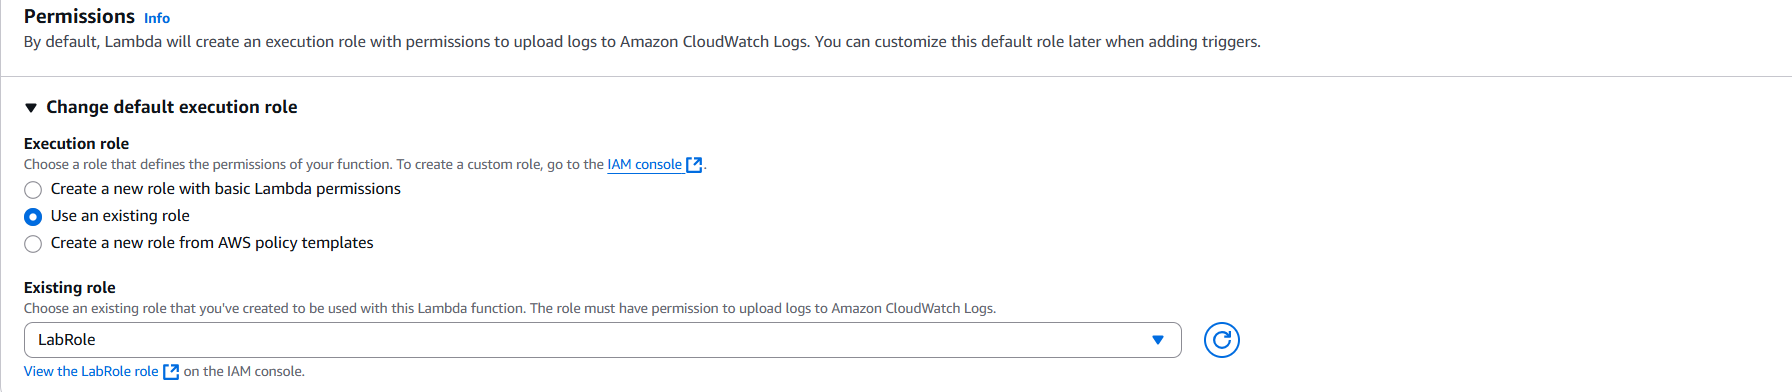 Permissions Info
By default, Lambda will create an execution role with permissions to upload logs to Amazon CloudWatch Logs. You can customize this default role later when adding triggers.
Change default execution role
Execution role
Choose a role that defines the permissions of your function. To create a custom role, go to the IAM console.
Create a new role with basic Lambda permissions
Use an existing role
Create a new role from AWS policy templates
Existing role
Choose an existing role that you've created to be used with this Lambda function. The role must have permission to upload logs to Amazon CloudWatch Logs.
LabRole
View the LabRole role on the IAM console.